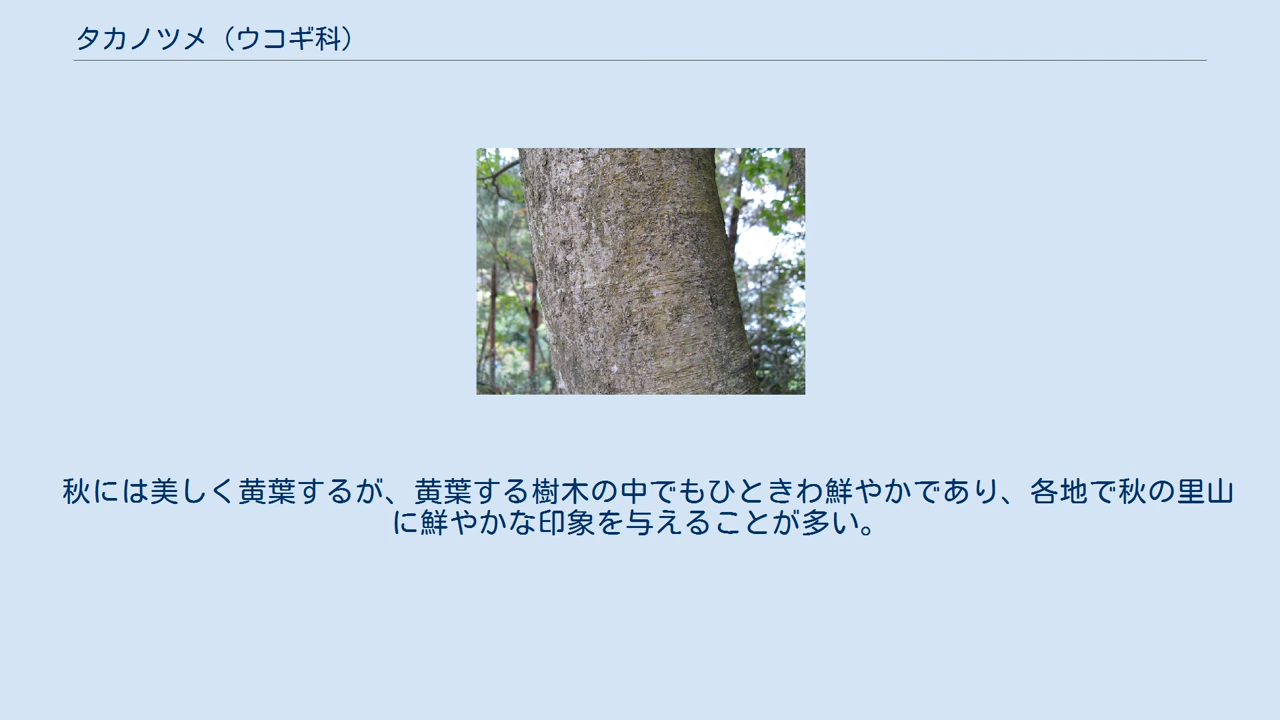 タカノツメ（ウコギ科）
秋には美しく黄葉するが、黄葉する樹木の中でもひときわ鮮やかであり、各地で秋の里山
に鮮やかな印象を与えることが多い。